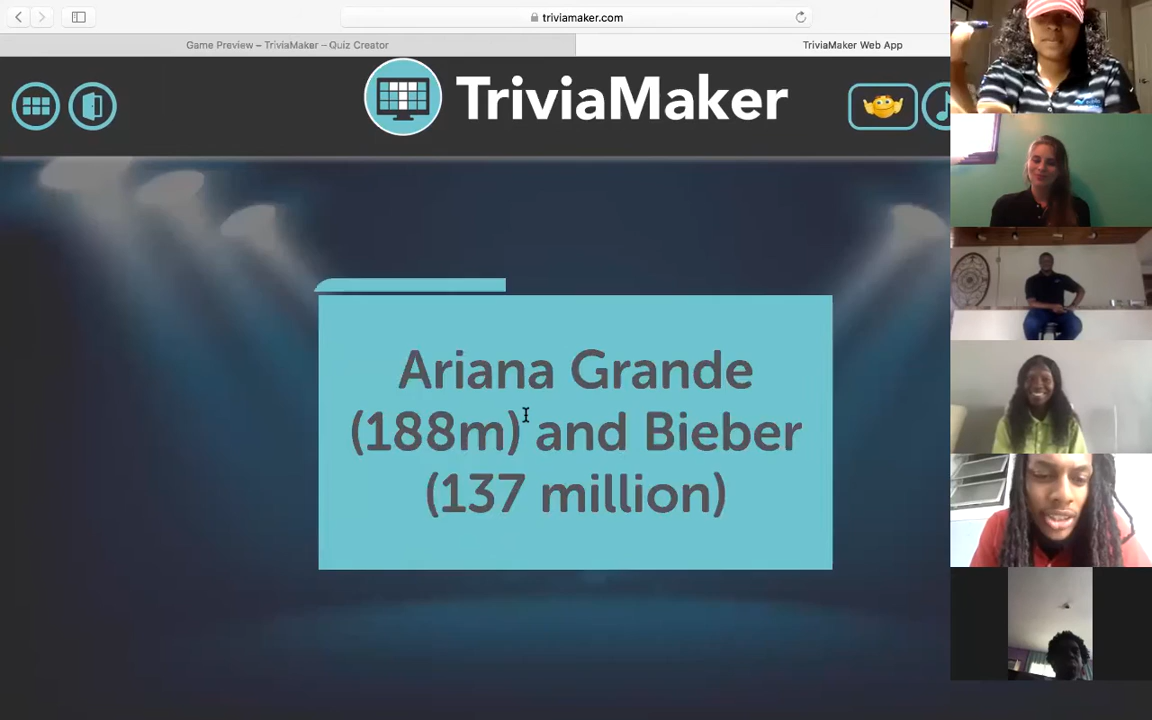 triviamaker.com
Game Preview – TriviaMaker – Quiz Creator
TriviaMaker Web App
TriviaMaker
Ariana Grande
(188m) and Bieber
(137 million)